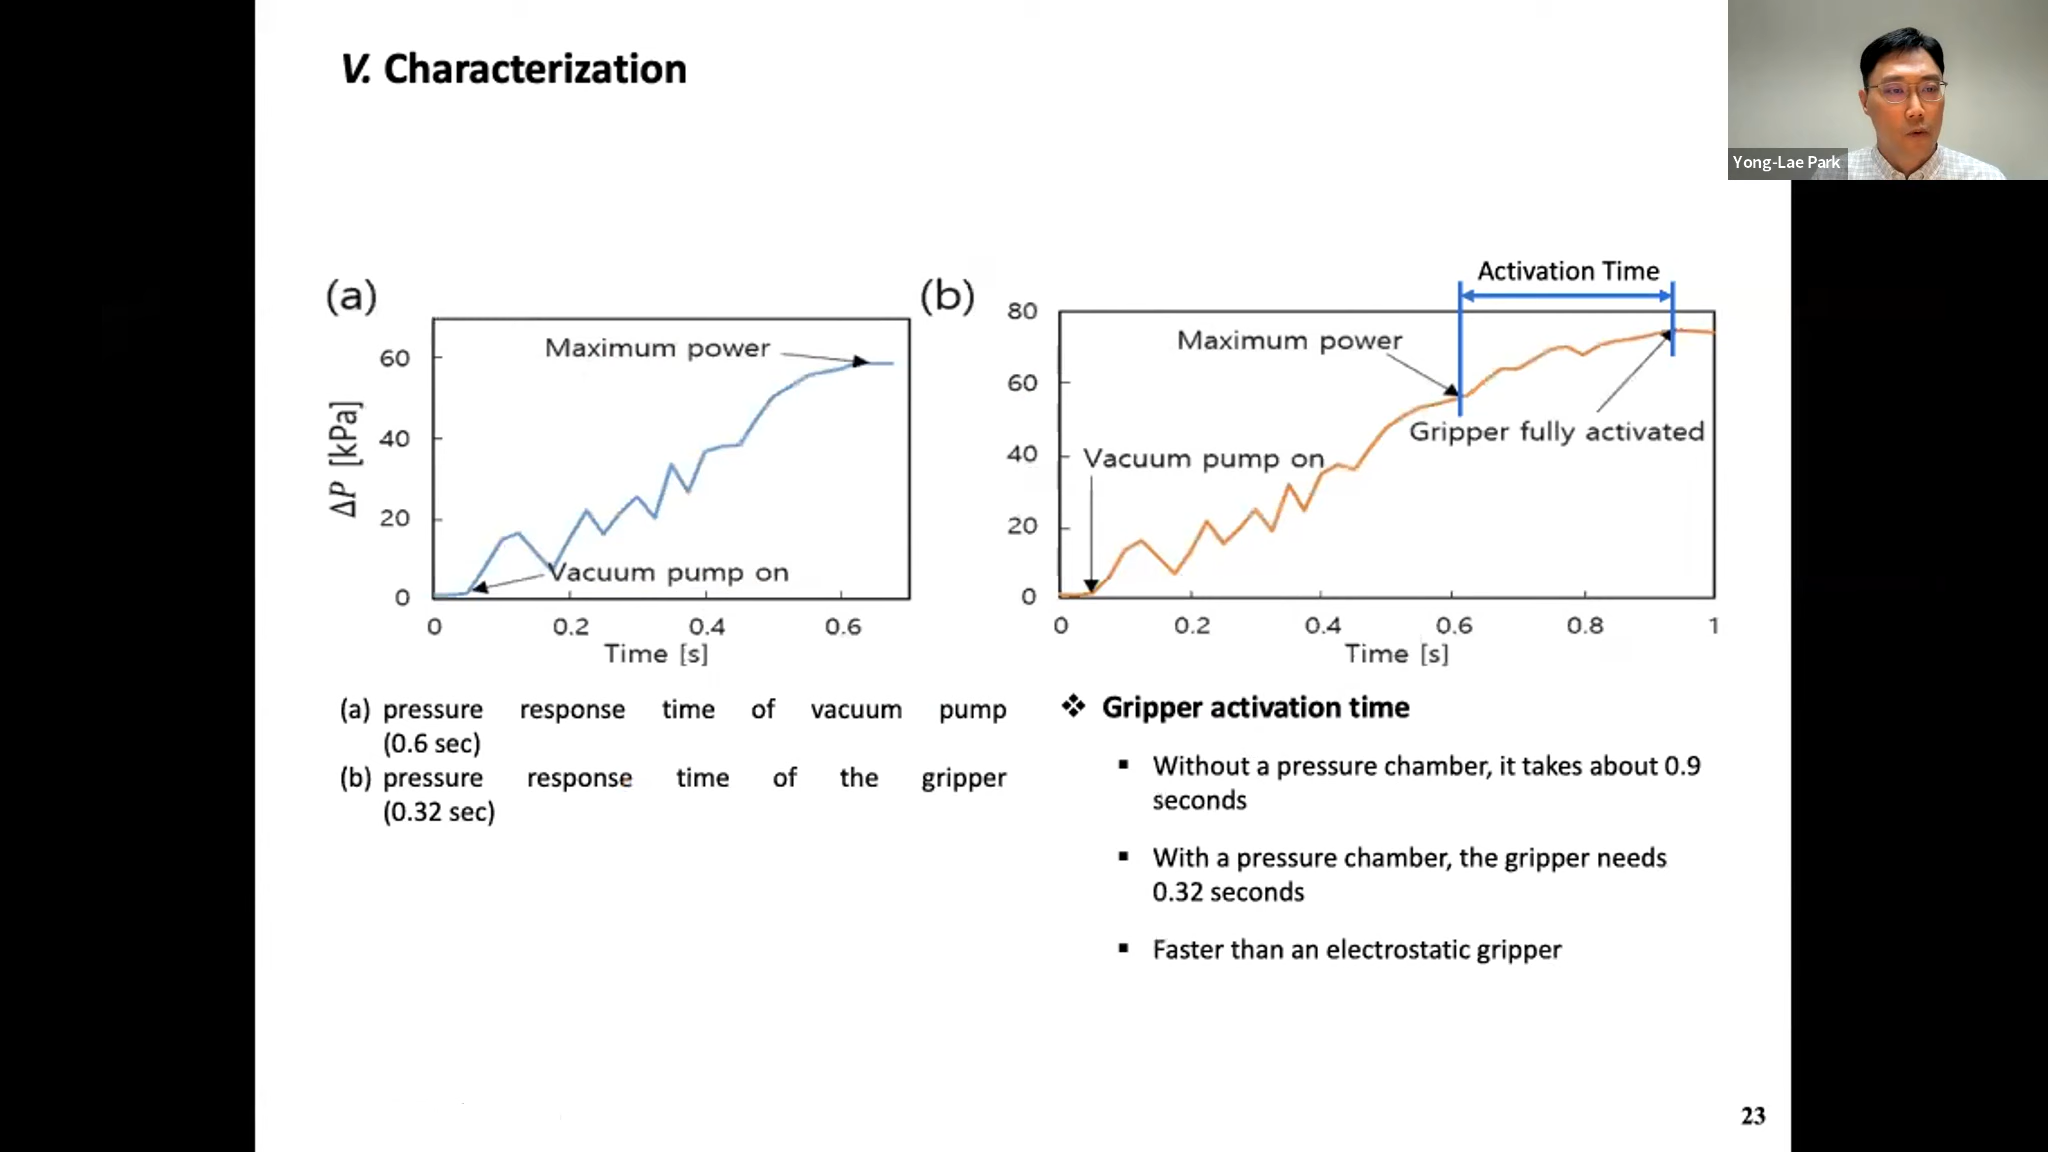 V. Characterization
Yong-Lae Park
(a)
Maximum power
Vacuum pump on
ΔP [kPa]
60
40
20
0
0 0.2 0.4 0.6
Time [s]
(b)
Activation Time
Maximum power
Gripper fully activated
Vacuum pump on
80
60
40
20
0
0 0.2 0.4 0.6 0.8 1
Time [s]
(a) pressure response time of vacuum pump
(0.6 sec)
(b) pressure response time of the gripper
(0.32 sec)
❖ Gripper activation time
▪ Without a pressure chamber, it takes about 0.9
seconds
▪ With a pressure chamber, the gripper needs
0.32 seconds
▪ Faster than an electrostatic gripper
23